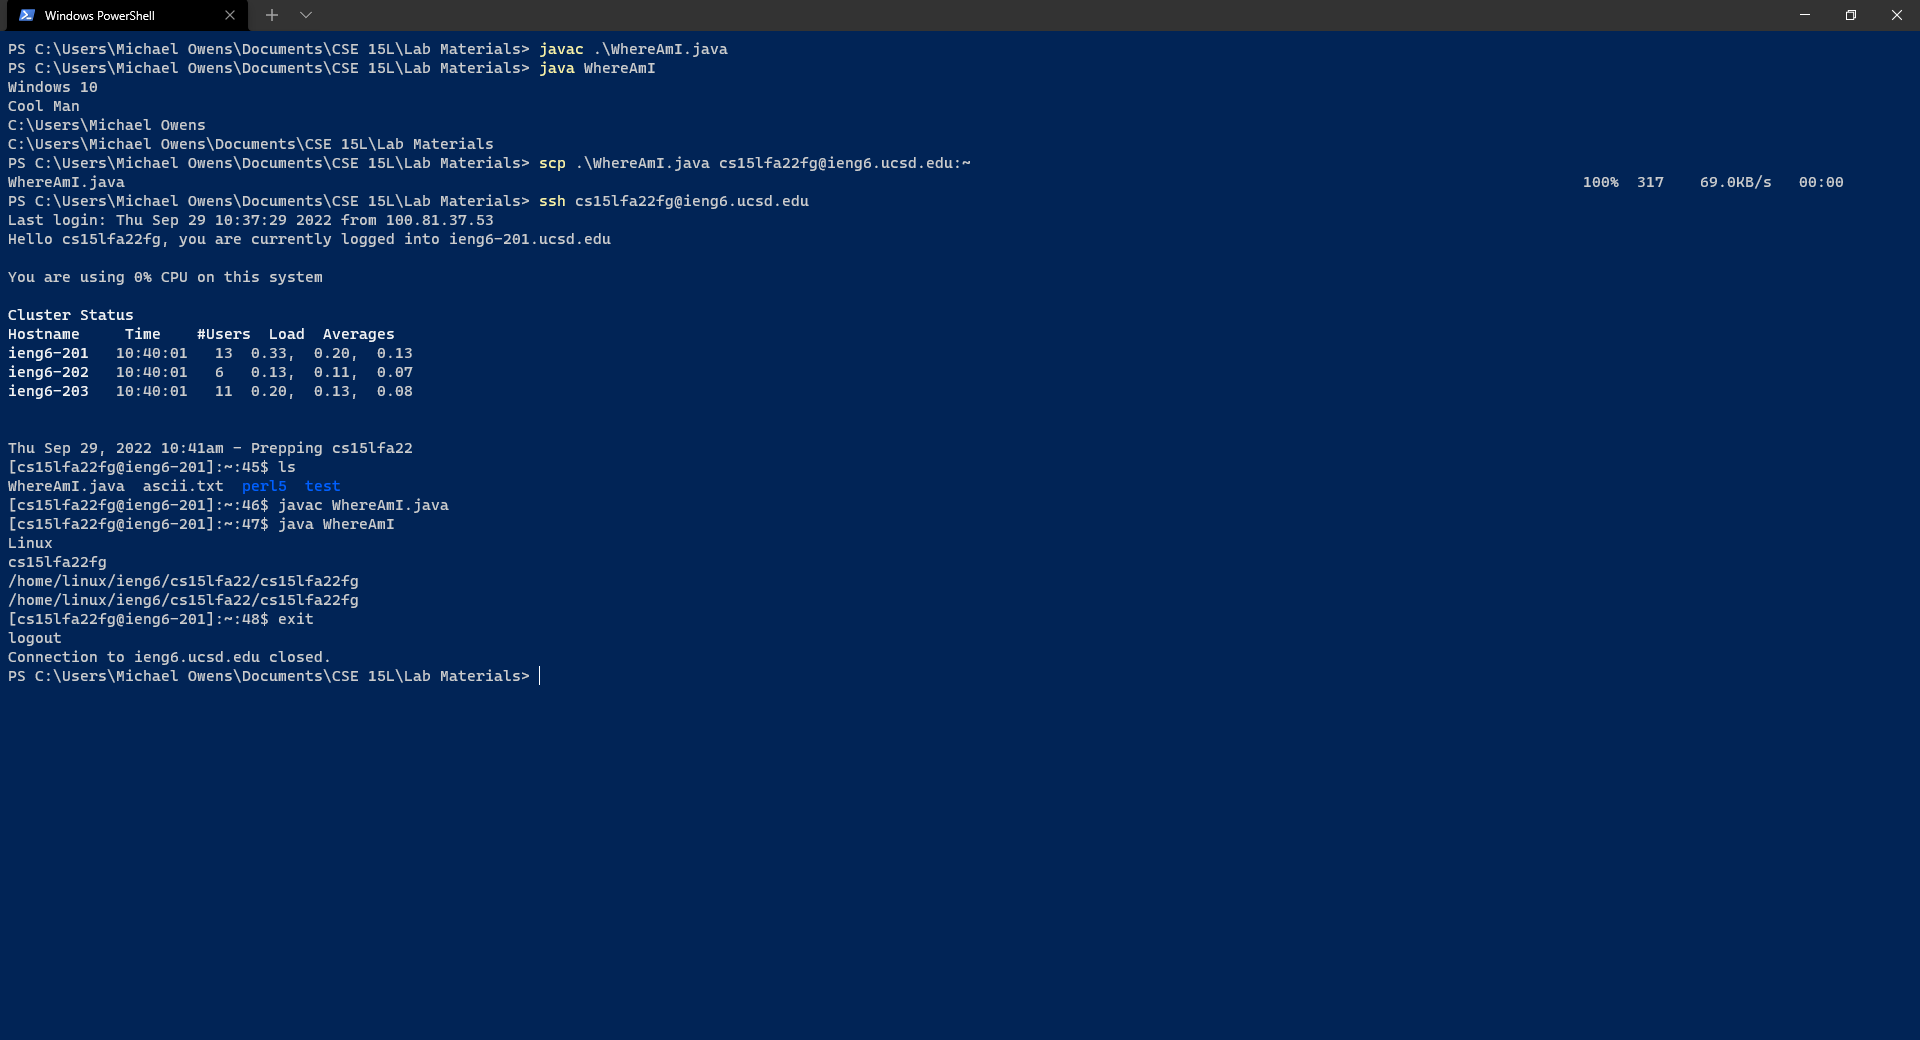 Windows PowerShell
PS C:\Users\Michael Owens\Documents\CSE 15L\Lab Materials> javac .\WhereAmI.java
PS C:\Users\Michael Owens\Documents\CSE 15L\Lab Materials> java WhereAmI
Windows 10
Cool Man
C:\Users\Michael Owens
C:\Users\Michael Owens\Documents\CSE 15L\Lab Materials
PS C:\Users\Michael Owens\Documents\CSE 15L\Lab Materials> scp .\WhereAmI.java cs15lfa22fg@ieng6.ucsd.edu:~
WhereAmI.java 100% 317 69.0KB/s 00:00
PS C:\Users\Michael Owens\Documents\CSE 15L\Lab Materials> ssh cs15lfa22fg@ieng6.ucsd.edu
Last login: Thu Sep 29 10:37:29 2022 from 100.81.37.53
Hello cs15lfa22fg, you are currently logged into ieng6-201.ucsd.edu
You are using 0% CPU on this system
Cluster Status
Hostname Time #Users Load Averages
ieng6-201 10:40:01 13 0.33, 0.20, 0.13
ieng6-202 10:40:01 6 0.13, 0.11, 0.07
ieng6-203 10:40:01 11 0.20, 0.13, 0.08
Thu Sep 29, 2022 10:41am - Prepping cs15lfa22
[cs15lfa22fg@ieng6-201]:~:45$ ls
WhereAmI.java ascii.txt perl5 test
[cs15lfa22fg@ieng6-201]:~:46$ javac WhereAmI.java
[cs15lfa22fg@ieng6-201]:~:47$ java WhereAmI
Linux
cs15lfa22fg
/home/linux/ieng6/cs15lfa22/cs15lfa22fg
/home/linux/ieng6/cs15lfa22/cs15lfa22fg
[cs15lfa22fg@ieng6-201]:~:48$ exit
logout
Connection to ieng6.ucsd.edu closed.
PS C:\Users\Michael Owens\Documents\CSE 15L\Lab Materials>